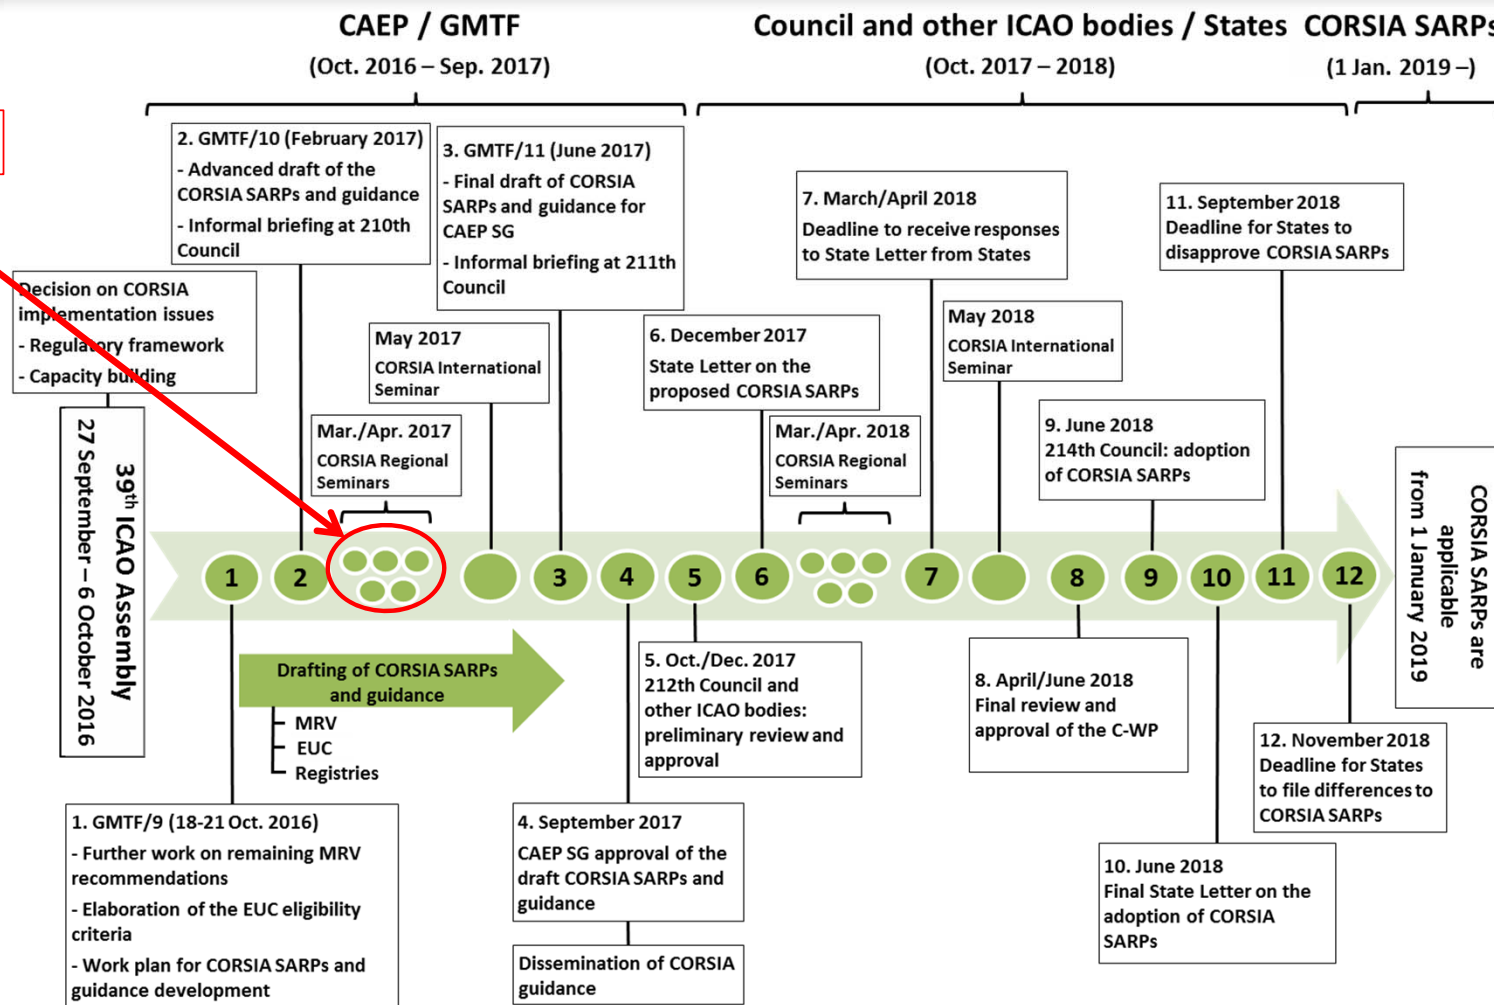 CAEP / GMTF
(Oct. 2016 – Sep. 2017)
Council and other ICAO bodies / States
(Oct. 2017 – 2018)
CORSIA SARPs
(1 Jan. 2019 –)
2. GMTF/10 (February 2017)
- Advanced draft of the
CORSIA SARPs and guidance
- Informal briefing at 210th
Council
3. GMTF/11 (June 2017)
- Final draft of CORSIA
SARPs and guidance for
CAEP SG
- Informal briefing at 211th
Council
7. March/April 2018
Deadline to receive responses
to State Letter from States
11. September 2018
Deadline for States to
disapprove CORSIA SARPs
Decision on CORSIA
implementation issues
- Regulatory framework
- Capacity building
May 2017
CORSIA International
Seminar
6. December 2017
State Letter on the
proposed CORSIA SARPs
May 2018
CORSIA International
Seminar
Mar./Apr. 2017
CORSIA Regional
Seminars
Mar./Apr. 2018
CORSIA Regional
Seminars
9. June 2018
214th Council: adoption
of CORSIA SARPs
39th ICAO Assembly
27 September – 6 October 2016
1
2
3
4
5
6
7
8
9
10
11
12
CORSIA SARPs are
applicable
from 1 January 2019
Drafting of CORSIA SARPs
and guidance
MRV
EUC
Registries
5. Oct./Dec. 2017
212th Council and
other ICAO bodies:
preliminary review and
approval
8. April/June 2018
Final review and
approval of the C-WP
12. November 2018
Deadline for States
to file differences to
CORSIA SARPs
1. GMTF/9 (18-21 Oct. 2016)
- Further work on remaining MRV
recommendations
- Elaboration of the EUC eligibility
criteria
- Work plan for CORSIA SARPs and
guidance development
4. September 2017
CAEP SG approval of the
draft CORSIA SARPs and
guidance
Dissemination of CORSIA
guidance
10. June 2018
Final State Letter on the
adoption of CORSIA
SARPs